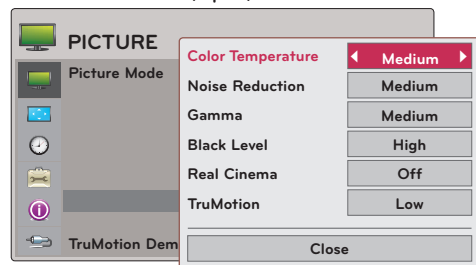 PICTURE
Picture Mode
Color Temperature Medium
Noise Reduction Medium
Gamma Medium
Black Level High
Real Cinema Off
TruMotion Low
TruMotion Dem
Close